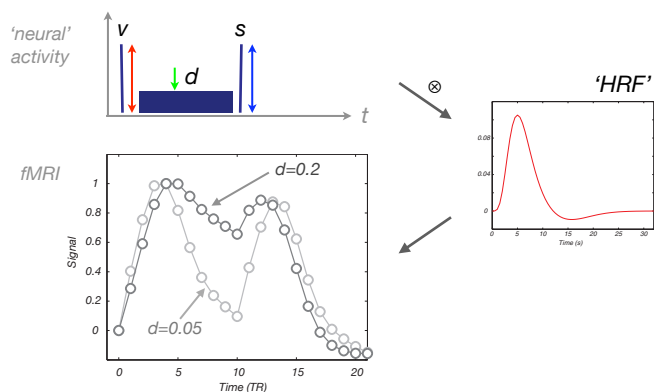 'neural'
activity
v
s
d
t
⊗
'HRF'
0.08
0.04
0
0
5
10
15
20
25
30
Time (s)
fMRI
Signal
1
0.8
0.6
0.4
0.2
0
d=0.2
d=0.05
0
5
10
15
20
Time (TR)